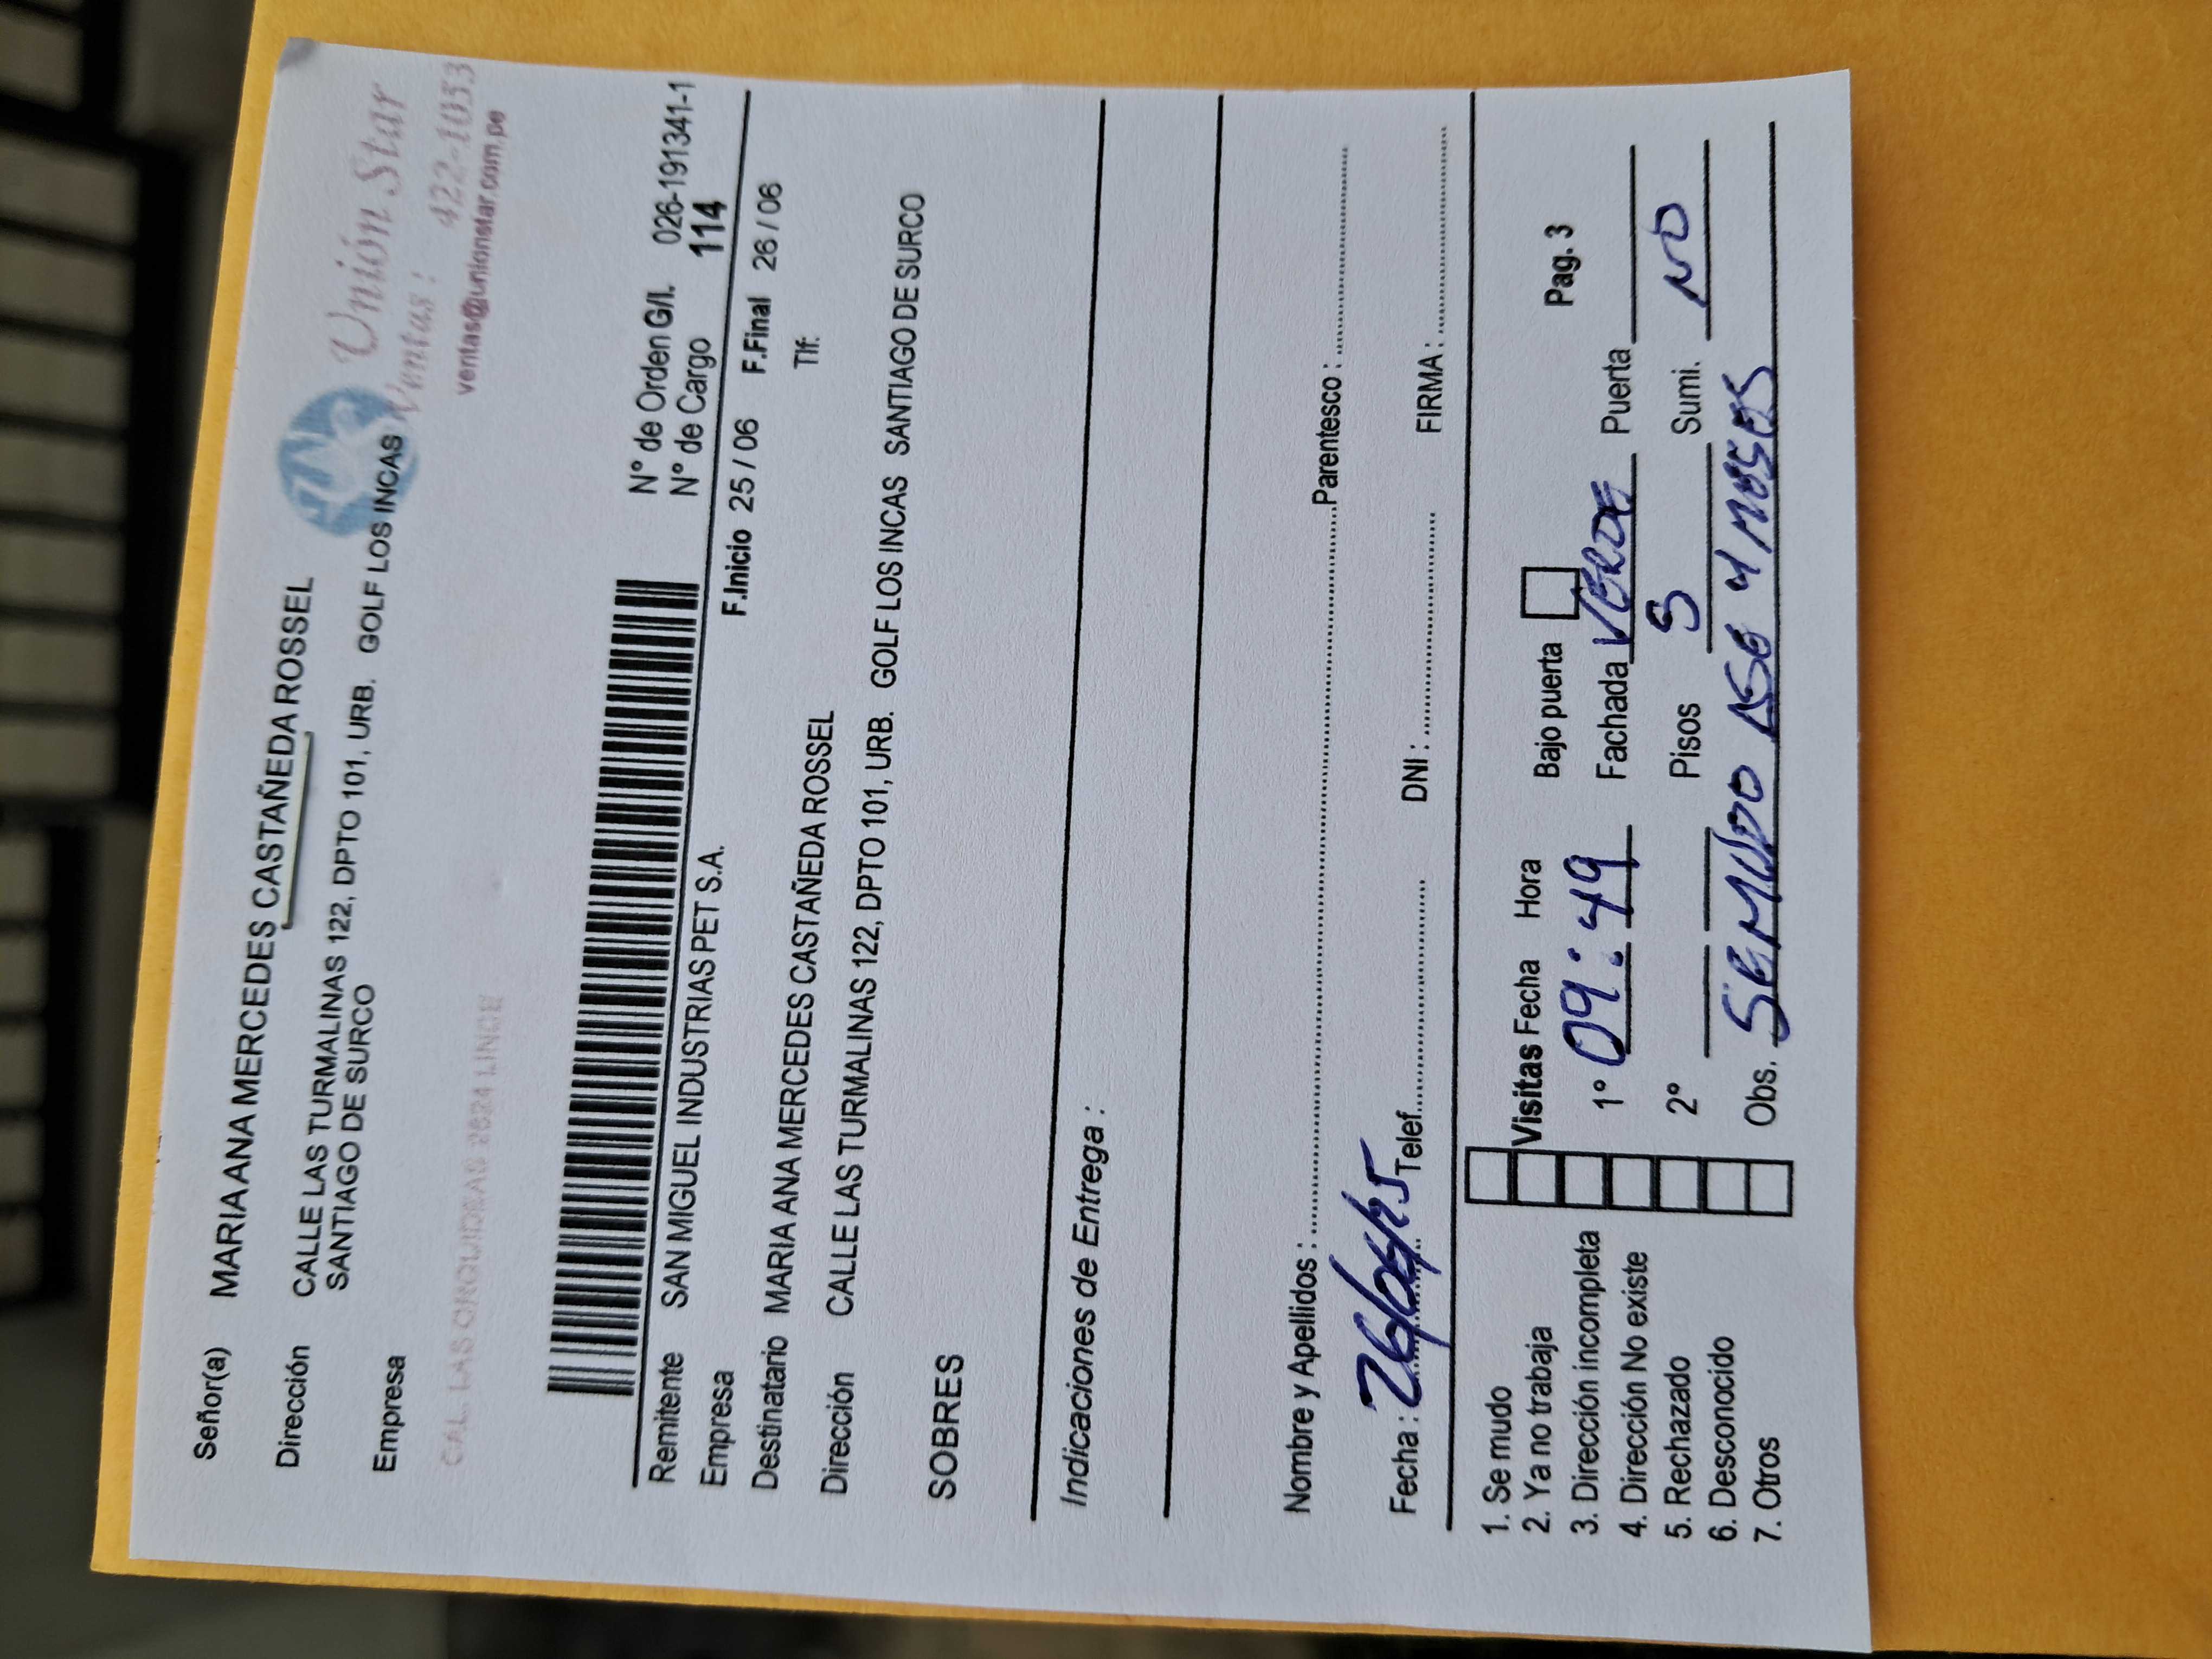 Señor(a) MARIA ANA MERCEDES CASTAÑEDA ROSSEL
Unión Star
Ventas: 422-1053
ventas@unionstar.com.pe
Dirección CALLE LAS TURMALINAS 122, DPTO 101, URB. GOLF LOS INCAS
SANTIAGO DE SURCO
Empresa
CAL. LAS ORQUIDEAS 2624 LINCE
N° de Orden G/I. 026-191341-1
Remitente SAN MIGUEL INDUSTRIAS PET S.A. N° de Cargo 114
Empresa F.Inicio 25 / 06 F.Final 26 / 06
Destinatario MARIA ANA MERCEDES CASTAÑEDA ROSSEL Tlf:
Dirección CALLE LAS TURMALINAS 122, DPTO 101, URB. GOLF LOS INCAS SANTIAGO DE SURCO
SOBRES
Indicaciones de Entrega :
Nombre y Apellidos : Parentesco :
Fecha : 26/06/25 Telef. DNI : FIRMA :
1. Se mudo
2. Ya no trabaja Visitas Fecha Hora Bajo puerta Pag. 3
3. Dirección incompleta 1° 09:49 Fachada VERDE Puerta
4. Dirección No existe
5. Rechazado 2° Pisos 5 Sumi. NO
6. Desconocido
7. Otros Obs. SE MUDO 4 MESES